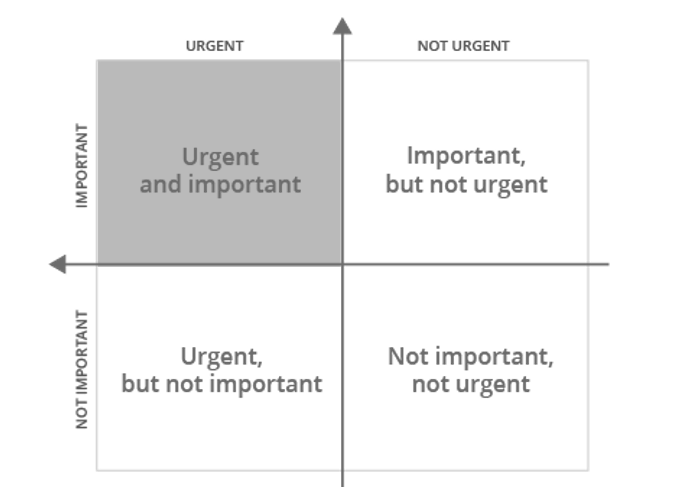 URGENT
NOT URGENT
IMPORTANT
Urgent
and important
Important,
but not urgent
NOT IMPORTANT
Urgent,
but not important
Not important,
not urgent